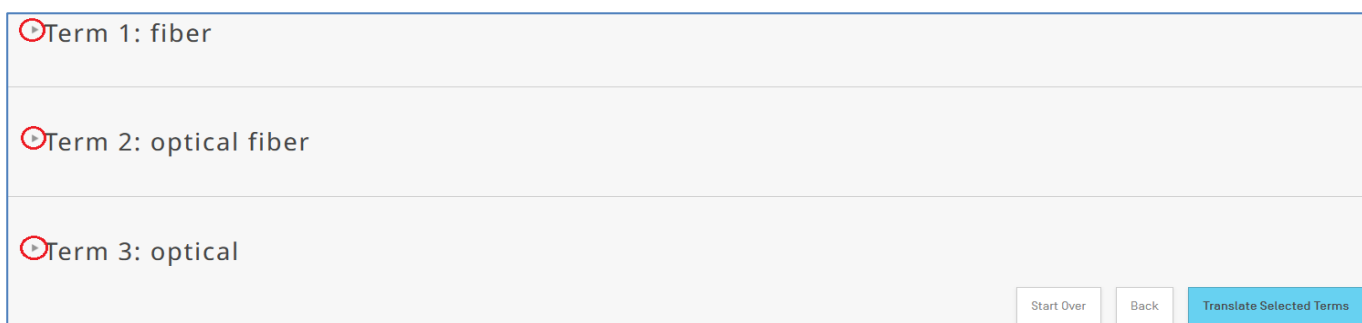 Term 1: fiber
Term 2: optical fiber
Term 3: optical
Start Over Back Translate Selected Terms